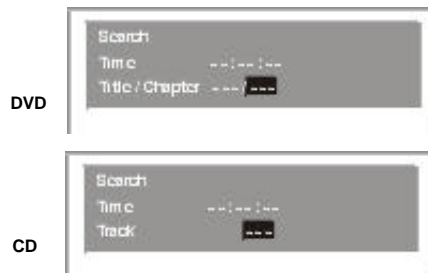 Search
Time --:--:--
Title / Chapter ---/---
DVD
Search
Time --:--:--
Track ---
CD